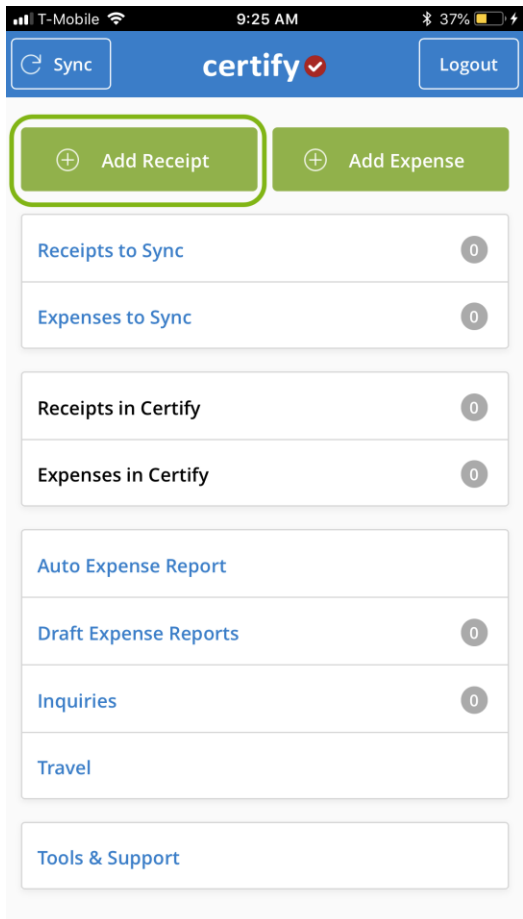 T-Mobile 9:25 AM 37%
Sync certify Logout
Add Receipt Add Expense
Receipts to Sync 0
Expenses to Sync 0
Receipts in Certify 0
Expenses in Certify 0
Auto Expense Report
Draft Expense Reports 0
Inquiries 0
Travel
Tools & Support